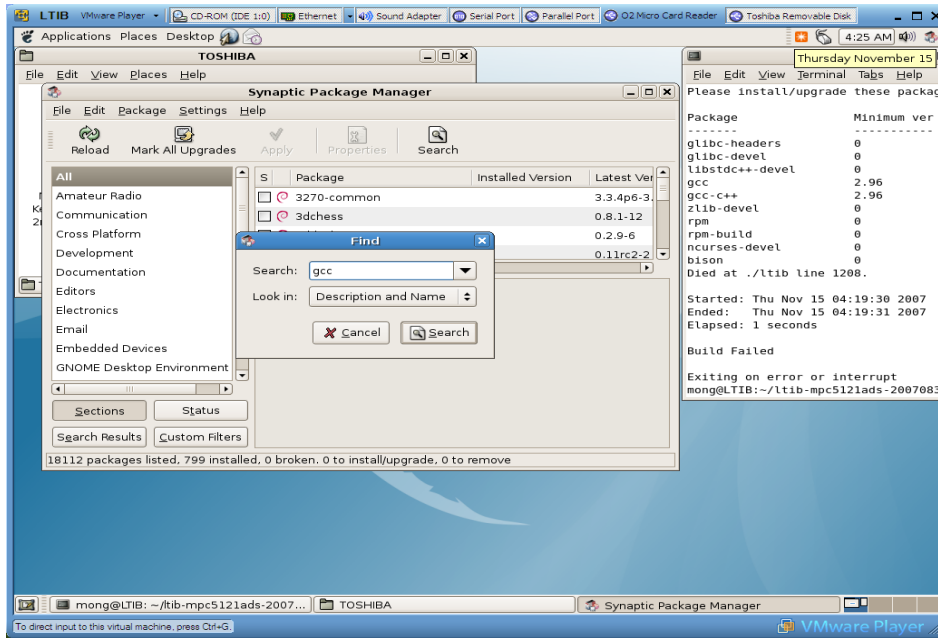 LTIB VMware Player CD-ROM (IDE 1:0) Ethernet Sound Adapter Serial Port Parallel Port O2 Micro Card Reader Toshiba Removable Disk
Applications Places Desktop 4:25 AM
Thursday November 15
TOSHIBA
File Edit View Places Help
Synaptic Package Manager
File Edit Package Settings Help
Reload Mark All Upgrades Apply Properties Search
All
Amateur Radio
Communication
Cross Platform
Development
Documentation
Editors
Electronics
Email
Embedded Devices
GNOME Desktop Environment
Sections Status
Search Results Custom Filters
S Package Installed Version Latest Ver
3270-common 3.3.4p6-3.
3dchess 0.8.1-12
0.2.9-6
0.11rc2-2
Find
Search: gcc
Look in: Description and Name
Cancel Search
18112 packages listed, 799 installed, 0 broken. 0 to install/upgrade, 0 to remove
File Edit View Terminal Tabs Help
Please install/upgrade these packag
Package Minimum ver
------- -----------
glibc-headers 0
glibc-devel 0
libstdc++-devel 0
gcc 2.96
gcc-c++ 2.96
zlib-devel 0
rpm 0
rpm-build 0
ncurses-devel 0
bison 0
Died at ./ltib line 1208.
Started: Thu Nov 15 04:19:30 2007
Ended: Thu Nov 15 04:19:31 2007
Elapsed: 1 seconds
Build Failed
Exiting on error or interrupt
mong@LTIB:~/ltib-mpc5121ads-2007083
mong@LTIB: ~/ltib-mpc5121ads-2007... TOSHIBA Synaptic Package Manager
To direct input to this virtual machine, press Ctrl+G. VMware Player